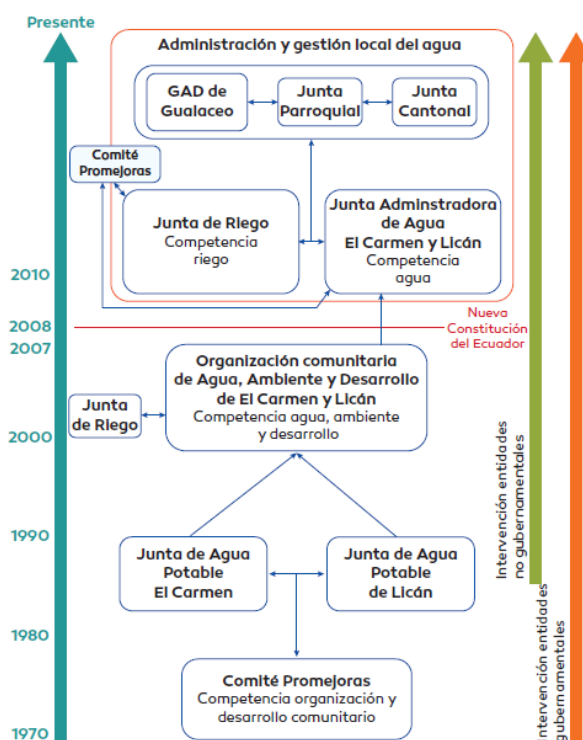 Presente
Administración y gestión local del agua
GAD de
Gualaceo
Junta
Parroquial
Junta
Cantonal
Comité
Promejoras
Junta de Riego
Competencia
riego
Junta Adminstradora
de Agua
El Carmen y Licán
Competencia
agua
2010
2008
Nueva
Constitución
del Ecuador
2007
Organización comunitaria
de Agua, Ambiente y Desarrollo
de El Carmen y Licán
Competencia agua, ambiente
y desarrollo
Junta
de Riego
2000
1990
Junta de Agua
Potable
El Carmen
Junta de Agua
Potable
de Licán
1980
Comité Promejoras
Competencia organización y
desarrollo comunitario
1970
Intervención entidades
no gubernamentales
Intervención entidades
gubernamentales